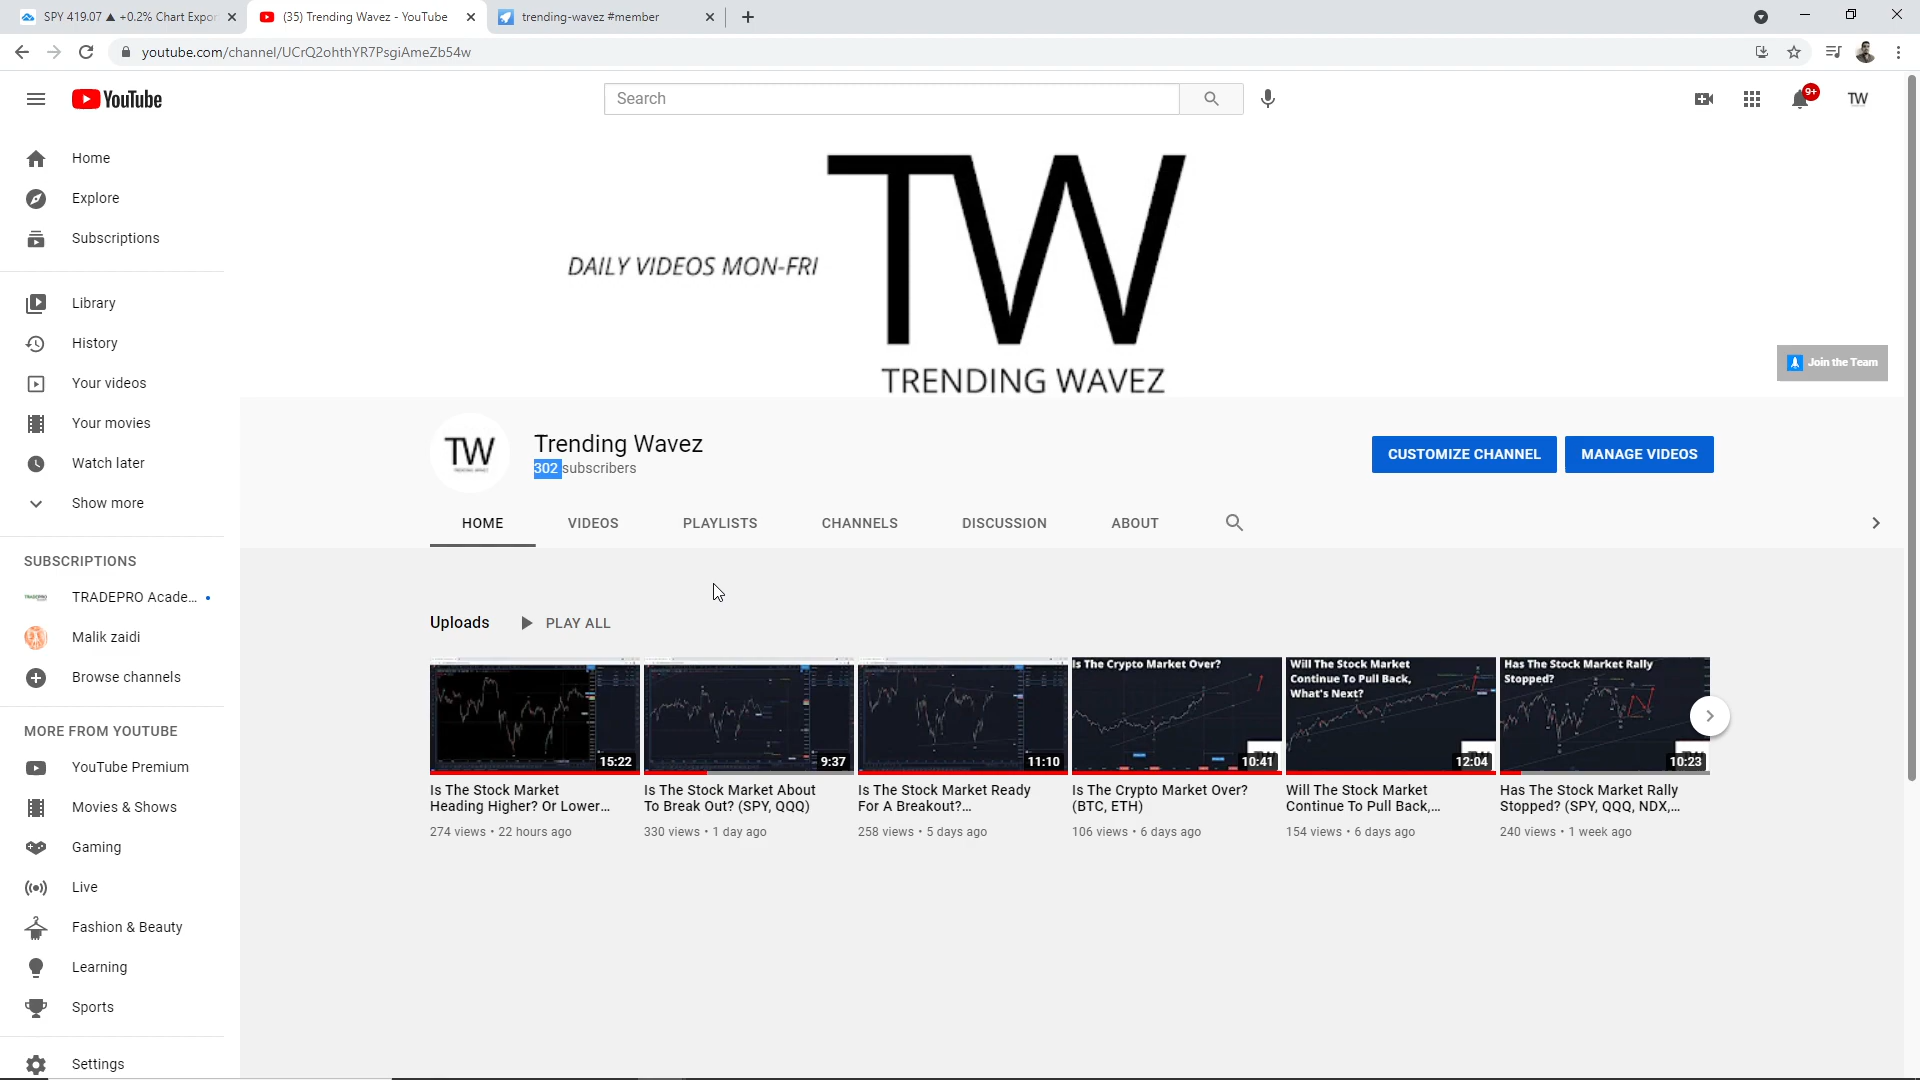 SPY 419.07 ▲ +0.2% Chart Expor
(35) Trending Wavez - YouTube
trending-wavez #member
youtube.com/channel/UCrQ2ohthYR7PsgiAmeZb54w
YouTube
Search
9+
TW
Home
Explore
Subscriptions
Library
History
Your videos
Your movies
Watch later
Show more
SUBSCRIPTIONS
TRADEPRO Acade...
Malik zaidi
Browse channels
MORE FROM YOUTUBE
YouTube Premium
Movies & Shows
Gaming
Live
Fashion & Beauty
Learning
Sports
Settings
DAILY VIDEOS MON-FRI
TW
TRENDING WAVEZ
Join the Team
TW
Trending Wavez
302 subscribers
CUSTOMIZE CHANNEL
MANAGE VIDEOS
HOME
VIDEOS
PLAYLISTS
CHANNELS
DISCUSSION
ABOUT
Uploads
PLAY ALL
15:22
Is The Stock Market
Heading Higher? Or Lower...
274 views • 22 hours ago
9:37
Is The Stock Market About
To Break Out? (SPY, QQQ)
330 views • 1 day ago
11:10
Is The Stock Market Ready
For A Breakout?...
258 views • 5 days ago
Is The Crypto Market Over?
10:41
Is The Crypto Market Over?
(BTC, ETH)
106 views • 6 days ago
Will The Stock Market
Continue To Pull Back,
What's Next?
12:04
Will The Stock Market
Continue To Pull Back,...
154 views • 6 days ago
Has The Stock Market Rally
Stopped?
10:23
Has The Stock Market Rally
Stopped? (SPY, QQQ, NDX,...
240 views • 1 week ago